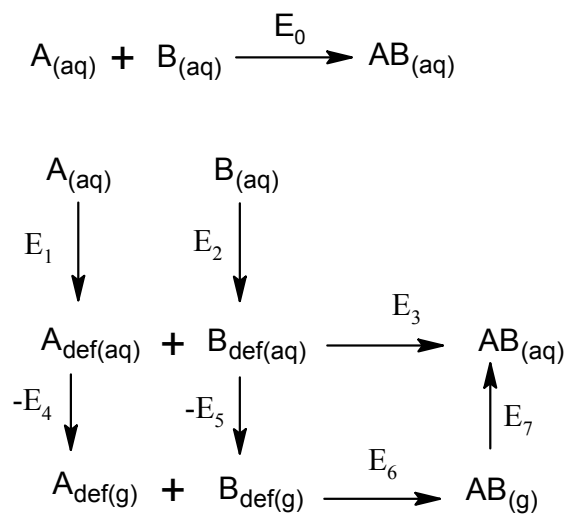 E₀
A(aq) + B(aq) AB(aq)
A(aq) B(aq)
E₁ E₂
E₃
Adef(aq) + Bdef(aq) AB(aq)
-E₄ -E₅ E₇
E₆
Adef(g) + Bdef(g) AB(g)